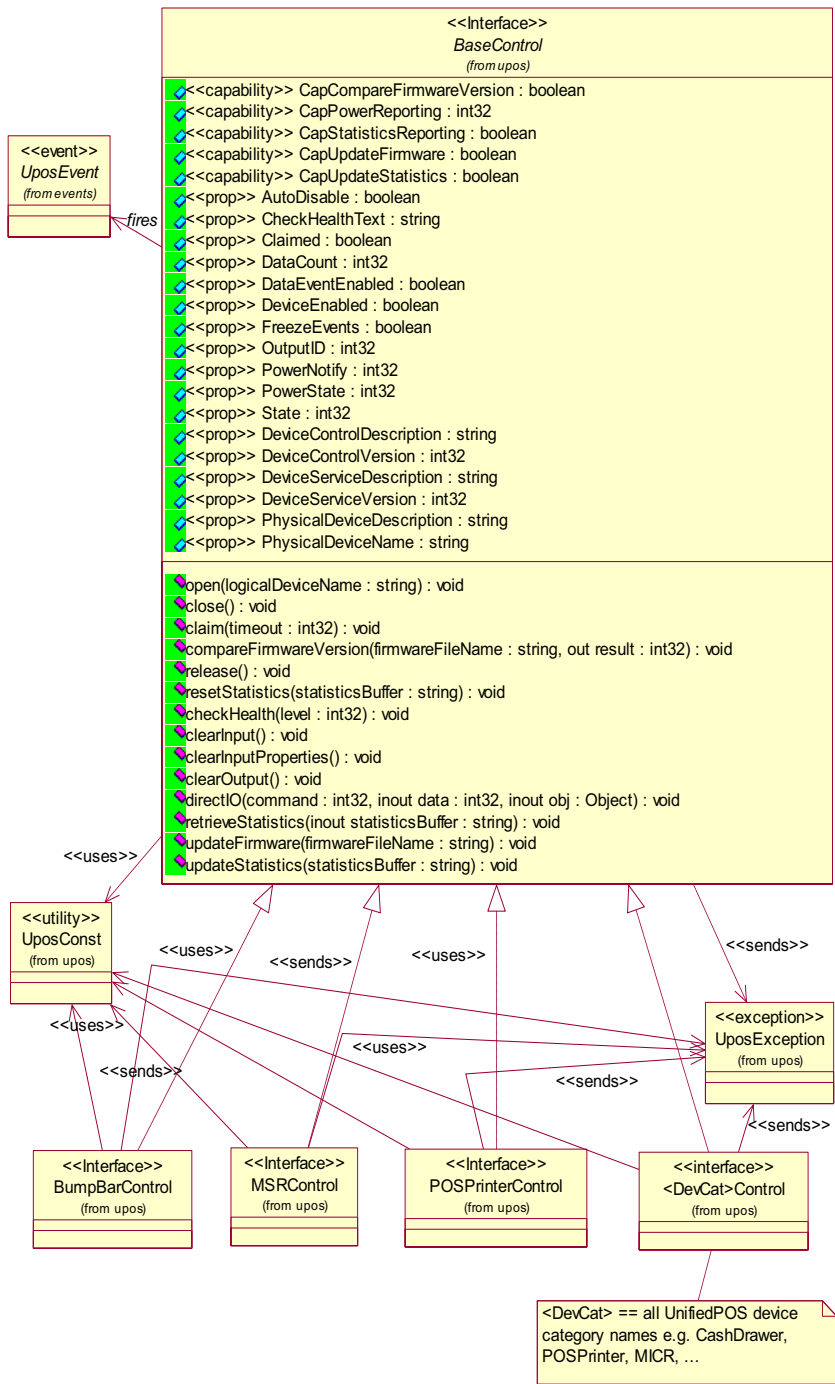 <<Interface>>
BaseControl
(from upos)
<<capability>> CapCompareFirmwareVersion : boolean
<<capability>> CapPowerReporting : int32
<<capability>> CapStatisticsReporting : boolean
<<capability>> CapUpdateFirmware : boolean
<<capability>> CapUpdateStatistics : boolean
<<prop>> AutoDisable : boolean
<<prop>> CheckHealthText : string
<<prop>> Claimed : boolean
<<prop>> DataCount : int32
<<prop>> DataEventEnabled : boolean
<<prop>> DeviceEnabled : boolean
<<prop>> FreezeEvents : boolean
<<prop>> OutputID : int32
<<prop>> PowerNotify : int32
<<prop>> PowerState : int32
<<prop>> State : int32
<<prop>> DeviceControlDescription : string
<<prop>> DeviceControlVersion : int32
<<prop>> DeviceServiceDescription : string
<<prop>> DeviceServiceVersion : int32
<<prop>> PhysicalDeviceDescription : string
<<prop>> PhysicalDeviceName : string
open(logicalDeviceName : string) : void
close() : void
claim(timeout : int32) : void
compareFirmwareVersion(firmwareFileName : string, out result : int32) : void
release() : void
resetStatistics(statisticsBuffer : string) : void
checkHealth(level : int32) : void
clearInput() : void
clearInputProperties() : void
clearOutput() : void
directIO(command : int32, inout data : int32, inout obj : Object) : void
retrieveStatistics(inout statisticsBuffer : string) : void
updateFirmware(firmwareFileName : string) : void
updateStatistics(statisticsBuffer : string) : void
<<event>>
UposEvent
(from events)
fires
<<uses>>
<<utility>>
UposConst
(from upos)
<<uses>>
<<sends>>
<<uses>>
<<sends>>
<<uses>>
<<uses>>
<<sends>>
<<sends>>
<<sends>>
<<exception>>
UposException
(from upos)
<<Interface>>
BumpBarControl
(from upos)
<<Interface>>
MSRControl
(from upos)
<<Interface>>
POSPrinterControl
(from upos)
<<interface>>
<DevCat>Control
(from upos)
<DevCat> == all UnifiedPOS device
category names e.g. CashDrawer,
POSPrinter, MICR, ...